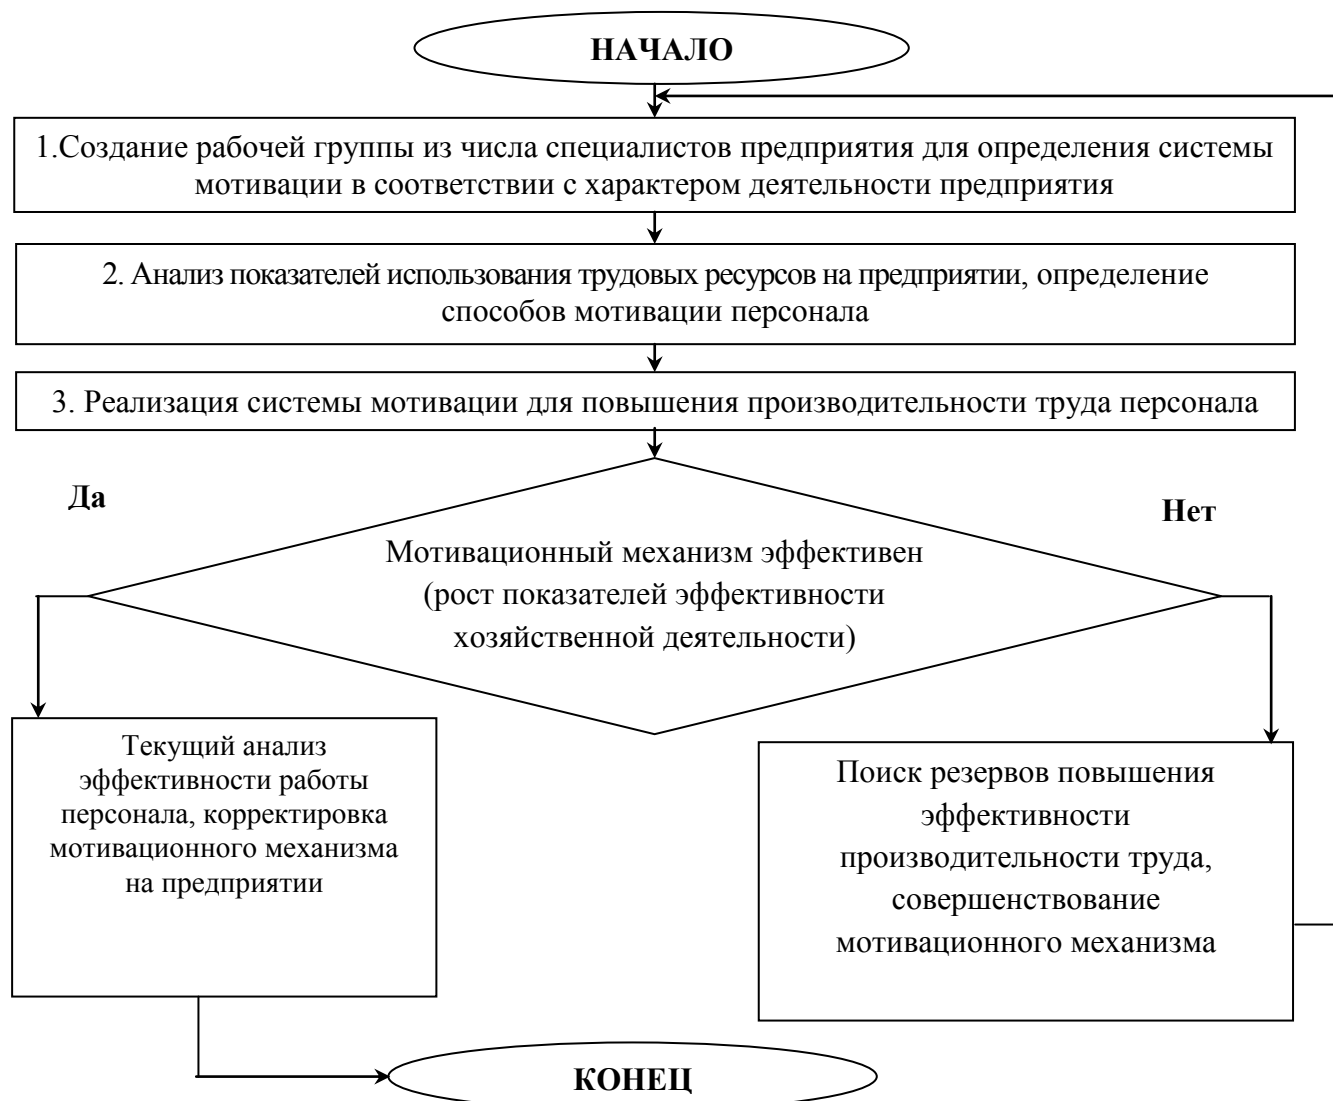 НАЧАЛО
1.Создание рабочей группы из числа специалистов предприятия для определения системы
мотивации в соответствии с характером деятельности предприятия
2. Анализ показателей использования трудовых ресурсов на предприятии, определение
способов мотивации персонала
3. Реализация системы мотивации для повышения производительности труда персонала
Да
Нет
Мотивационный механизм эффективен
(рост показателей эффективности
хозяйственной деятельности)
Текущий анализ
эффективности работы
персонала, корректировка
мотивационного механизма
на предприятии
Поиск резервов повышения
эффективности
производительности труда,
совершенствование
мотивационного механизма
КОНЕЦ